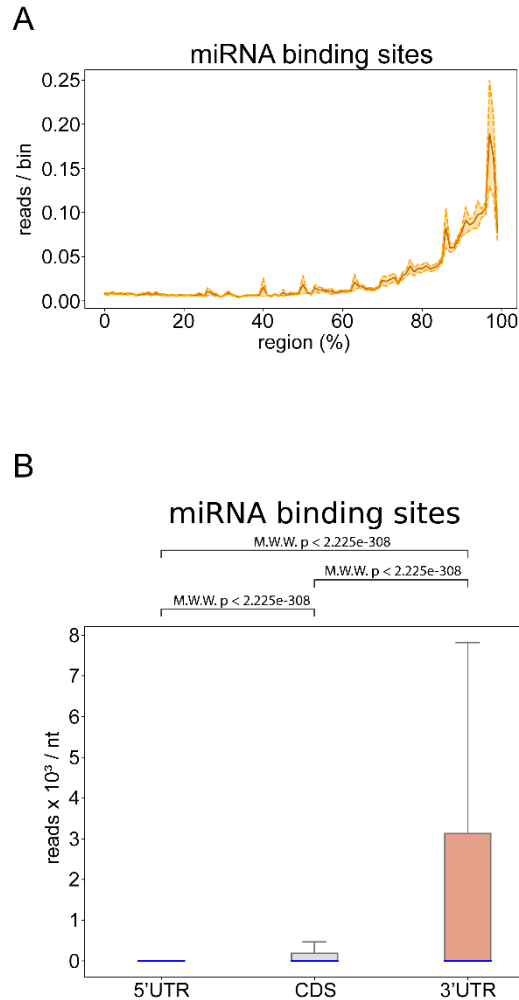 A
miRNA binding sites
0.25
0.20
0.15
0.10
0.05
0.00
reads / bin
0 20 40 60 80 100
region (%)
B
miRNA binding sites
M.W.W. p < 2.225e-308
M.W.W. p < 2.225e-308
M.W.W. p < 2.225e-308
8
7
6
5
4
3
2
1
0
reads x 10³ / nt
5'UTR CDS 3'UTR